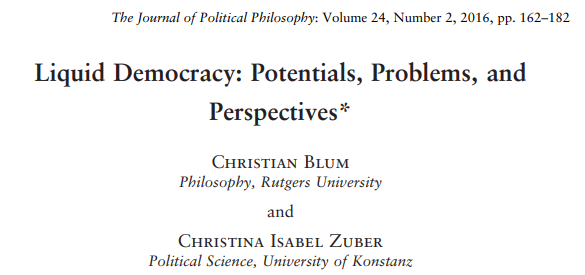 The Journal of Political Philosophy: Volume 24, Number 2, 2016, pp. 162–182
Liquid Democracy: Potentials, Problems, and
Perspectives*
CHRISTIAN BLUM
Philosophy, Rutgers University
and
CHRISTINA ISABEL ZUBER
Political Science, University of Konstanz